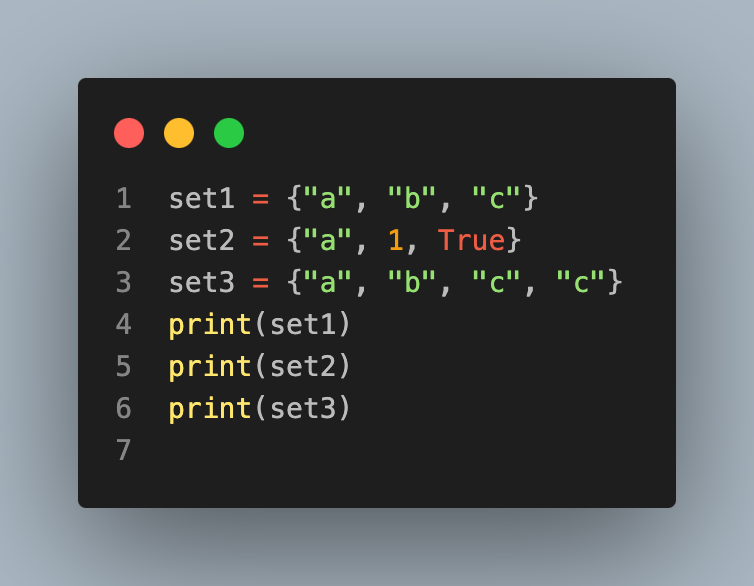 1 set1 = {"a", "b", "c"}
2 set2 = {"a", 1, True}
3 set3 = {"a", "b", "c", "c"}
4 print(set1)
5 print(set2)
6 print(set3)
7